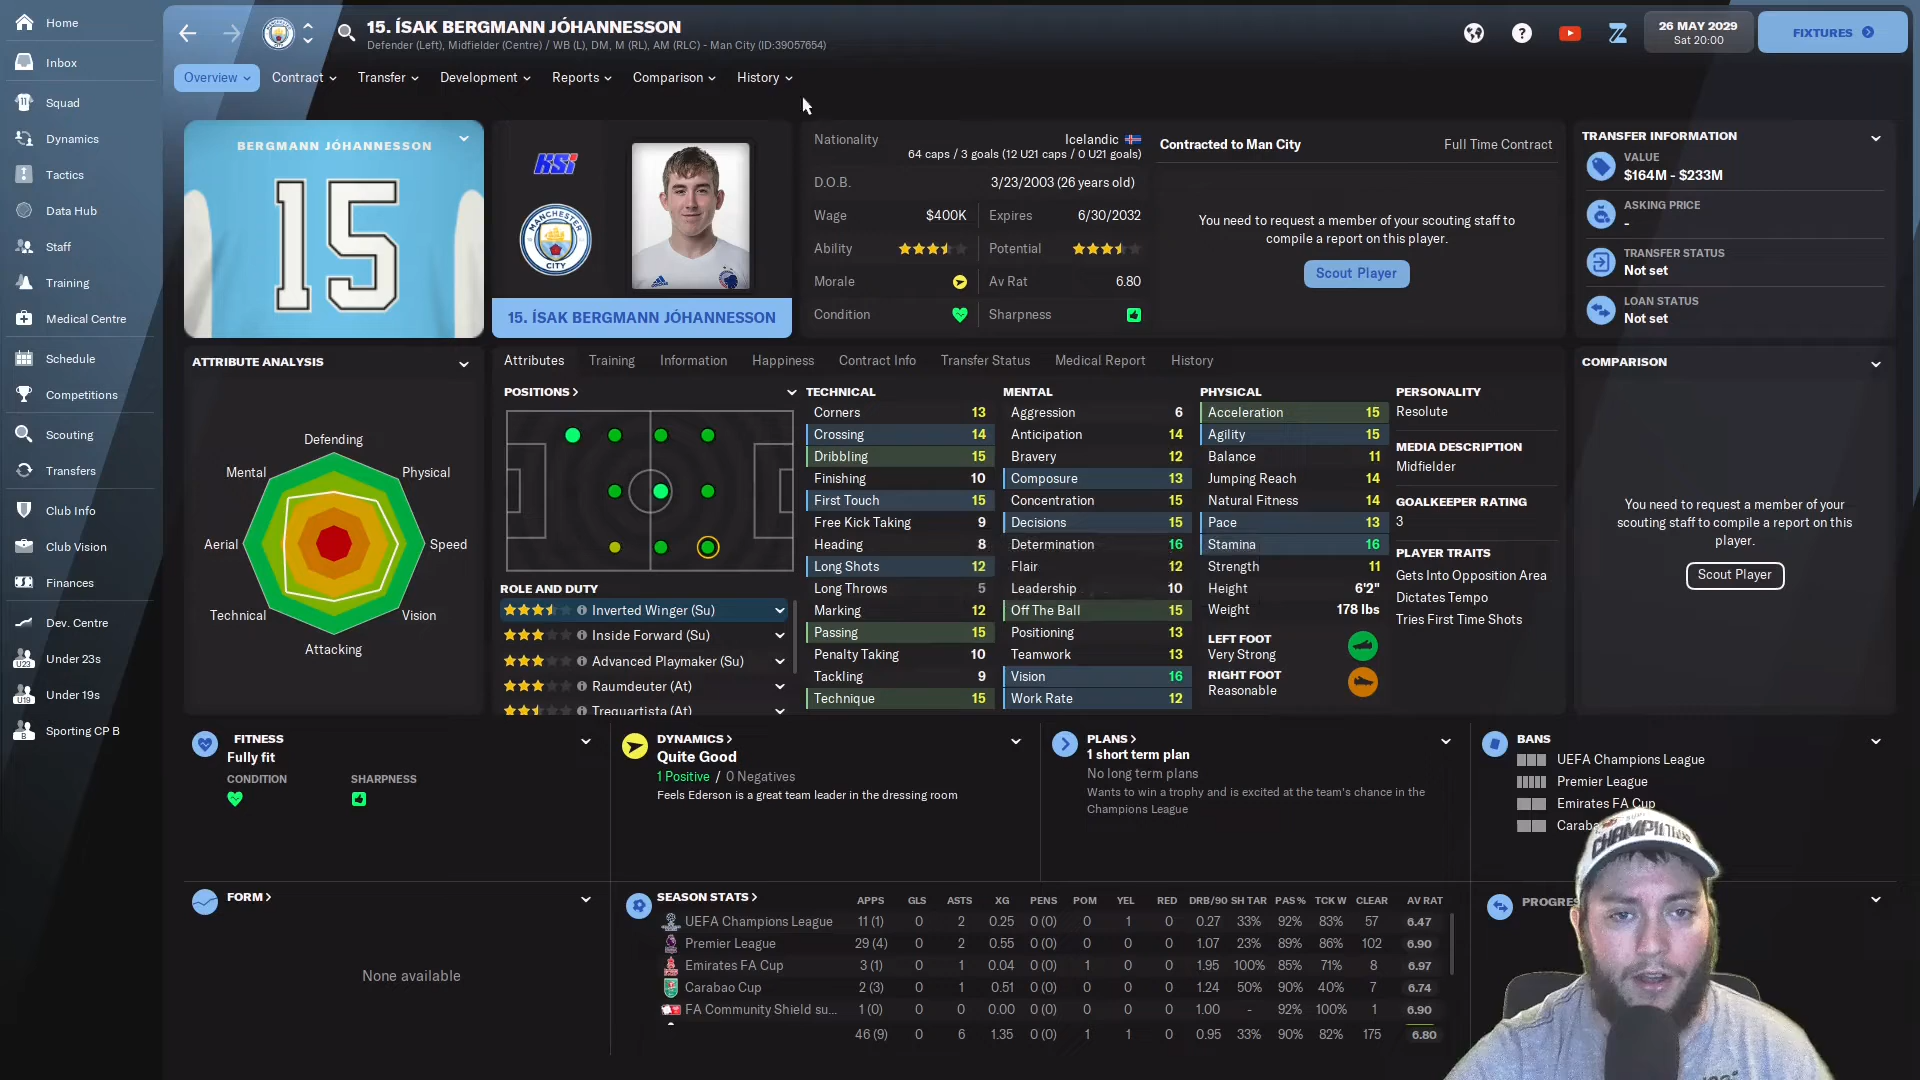 Home
Inbox
Squad
Dynamics
Tactics
Data Hub
Staff
Training
Medical Centre
Schedule
Competitions
Scouting
Transfers
Club Info
Club Vision
Finances
Dev. Centre
Under 23s
Under 19s
Sporting CP B
15. ÍSAK BERGMANN JÓHANNESSON
Defender (Left), Midfielder (Centre) / WB (L), DM, M (RL), AM (RLC) - Man City (ID:39057654)
26 MAY 2029
Sat 20:00
FIXTURES
Overview Contract Transfer Development Reports Comparison History
BERGMANN JÓHANNESSON
15
KSÍ
MANCHESTER
CITY
15. ÍSAK BERGMANN JÓHANNESSON
Nationality Icelandic
64 caps / 3 goals (12 U21 caps / 0 U21 goals)
D.O.B. 3/23/2003 (26 years old)
Wage $400K Expires 6/30/2032
Ability Potential
Morale Av Rat 6.80
Condition Sharpness
Contracted to Man City Full Time Contract
You need to request a member of your scouting staff to
compile a report on this player.
Scout Player
TRANSFER INFORMATION
VALUE
$164M - $233M
ASKING PRICE
-
TRANSFER STATUS
Not set
LOAN STATUS
Not set
ATTRIBUTE ANALYSIS
Defending
Mental Physical
Aerial Speed
Technical Vision
Attacking
Attributes Training Information Happiness Contract Info Transfer Status Medical Report History
POSITIONS >
ROLE AND DUTY
Inverted Winger (Su)
Inside Forward (Su)
Advanced Playmaker (Su)
Raumdeuter (At)
Trequartista (At)
TECHNICAL
Corners 13
Crossing 14
Dribbling 15
Finishing 10
First Touch 15
Free Kick Taking 9
Heading 8
Long Shots 12
Long Throws 5
Marking 12
Passing 15
Penalty Taking 10
Tackling 9
Technique 15
MENTAL
Aggression 6
Anticipation 14
Bravery 12
Composure 13
Concentration 15
Decisions 15
Determination 16
Flair 12
Leadership 10
Off The Ball 15
Positioning 13
Teamwork 13
Vision 16
Work Rate 12
PHYSICAL
Acceleration 15
Agility 15
Balance 11
Jumping Reach 14
Natural Fitness 14
Pace 13
Stamina 16
Strength 11
Height 6'2"
Weight 178 lbs
LEFT FOOT
Very Strong
RIGHT FOOT
Reasonable
PERSONALITY
Resolute
MEDIA DESCRIPTION
Midfielder
GOALKEEPER RATING
3
PLAYER TRAITS
Gets Into Opposition Area
Dictates Tempo
Tries First Time Shots
COMPARISON
You need to request a member of your
scouting staff to compile a report on this
player.
Scout Player
FITNESS
Fully fit
CONDITION SHARPNESS
DYNAMICS >
Quite Good
1 Positive / 0 Negatives
Feels Ederson is a great team leader in the dressing room
PLANS >
1 short term plan
No long term plans
Wants to win a trophy and is excited at the team's chance in the
Champions League
BANS
UEFA Champions League
Premier League
Emirates FA Cup
FORM >
None available
SEASON STATS > APPS GLS ASTS XG PENS POM YEL RED DRB/90 SH TAR PAS % TCK W CLEAR AV RAT
UEFA Champions League 11 (1) 0 2 0.25 0 (0) 0 1 0 0.27 33% 92% 83% 57 6.47
Premier League 29 (4) 0 2 0.55 0 (0) 0 0 0 1.07 23% 89% 86% 102 6.90
Emirates FA Cup 3 (1) 0 1 0.04 0 (0) 1 0 0 1.95 100% 85% 71% 8 6.97
Carabao Cup 2 (3) 0 1 0.51 0 (0) 0 0 0 1.24 50% 90% 40% 7 6.74
FA Community Shield su... 1 (0) 0 0 0.00 0 (0) 0 0 0 1.00 - 92% 100% 1 6.90
46 (9) 0 6 1.35 0 (0) 1 1 0 0.95 33% 90% 82% 175 6.80